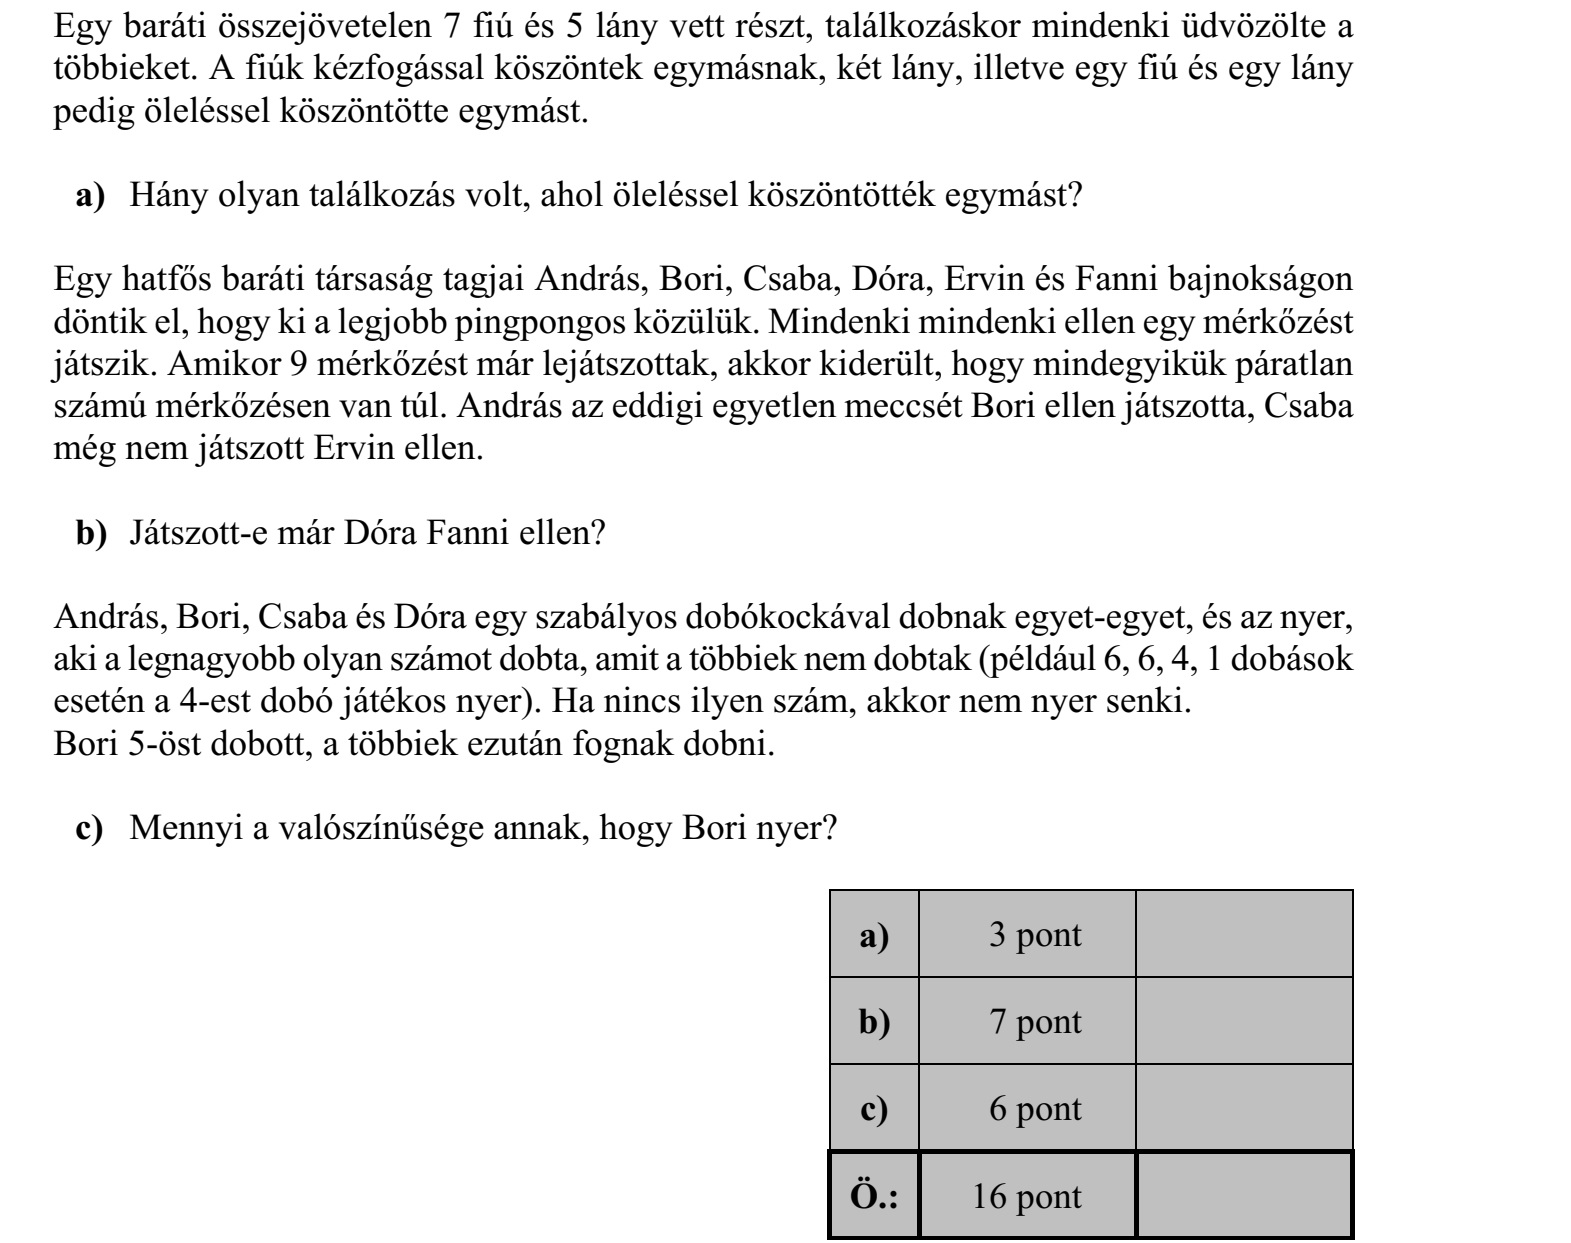 Egy baráti összejövetelen 7 fiú és 5 lány vett részt, találkozáskor mindenki üdvözölte a
többieket. A fiúk kézfogással köszöntek egymásnak, két lány, illetve egy fiú és egy lány
pedig öleléssel köszöntötte egymást.
a) Hány olyan találkozás volt, ahol öleléssel köszöntötték egymást?
Egy hatfős baráti társaság tagjai András, Bori, Csaba, Dóra, Ervin és Fanni bajnokságon
döntik el, hogy ki a legjobb pingpongos közülük. Mindenki mindenki ellen egy mérkőzést
játszik. Amikor 9 mérkőzést már lejátszottak, akkor kiderült, hogy mindegyikük páratlan
számú mérkőzésen van túl. András az eddigi egyetlen meccsét Bori ellen játszotta, Csaba
még nem játszott Ervin ellen.
b) Játszott-e már Dóra Fanni ellen?
András, Bori, Csaba és Dóra egy szabályos dobókockával dobnak egyet-egyet, és az nyer,
aki a legnagyobb olyan számot dobta, amit a többiek nem dobtak (például 6, 6, 4, 1 dobások
esetén a 4-est dobó játékos nyer). Ha nincs ilyen szám, akkor nem nyer senki.
Bori 5-öst dobott, a többiek ezután fognak dobni.
c) Mennyi a valószínűsége annak, hogy Bori nyer?
a) 3 pont
b) 7 pont
c) 6 pont
Ö.: 16 pont